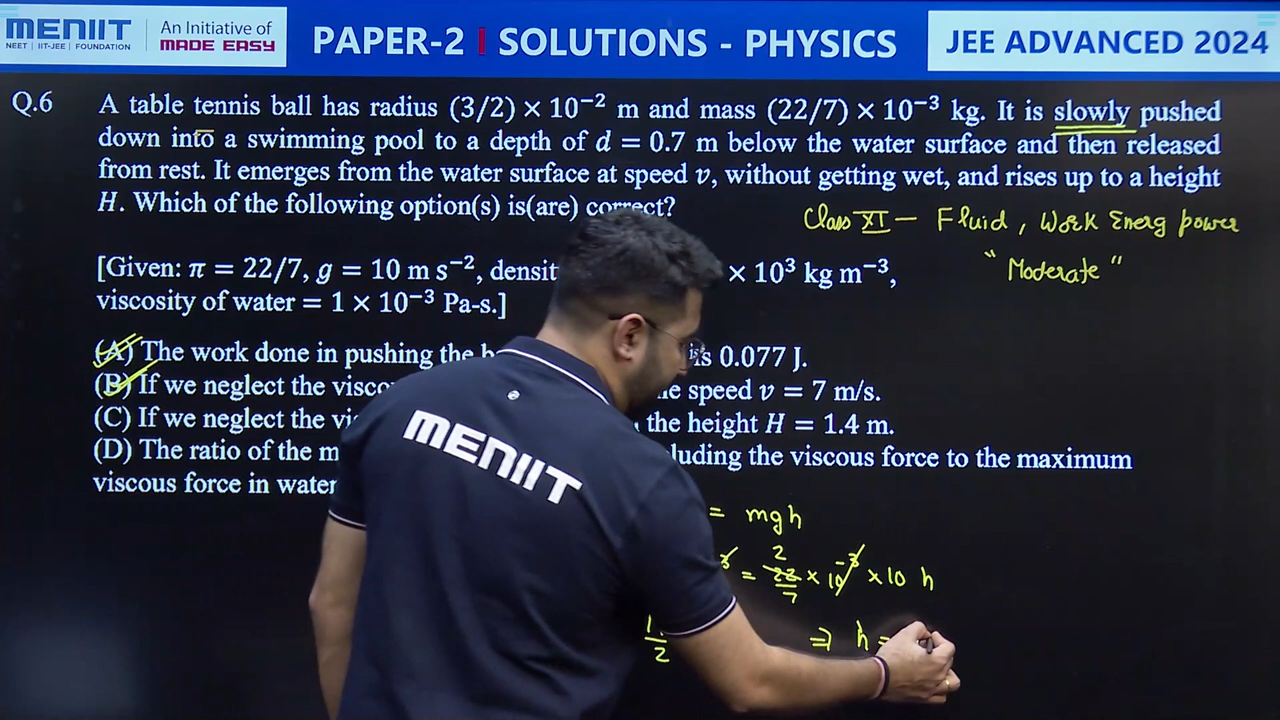 MENIIT
NEET | IIT-JEE | FOUNDATION
An Initiative of
MADE EASY
PAPER-2 | SOLUTIONS - PHYSICS
JEE ADVANCED 2024
Q.6
A table tennis ball has radius (3/2) × 10⁻² m and mass (22/7) × 10⁻³ kg. It is slowly pushed
down into a swimming pool to a depth of d = 0.7 m below the water surface and then released
from rest. It emerges from the water surface at speed v, without getting wet, and rises up to a height
H. Which of the following option(s) is(are) correct?
Class XI — Fluid, Work Energy power
"Moderate"
[Given: π = 22/7, g = 10 m s⁻², × 10³ kg m⁻³,
viscosity of water = 1 × 10⁻³ Pa-s.]
(A) The work done in pushing the is 0.077 J.
(B) If we neglect the speed v = 7 m/s.
(C) If we neglect the the height H = 1.4 m.
(D) The ratio of the the viscous force to the maximum
viscous force in water
= mgh
= 22/7 × 10⁻³ × 10 h
2
⇒ h =
MENIIT